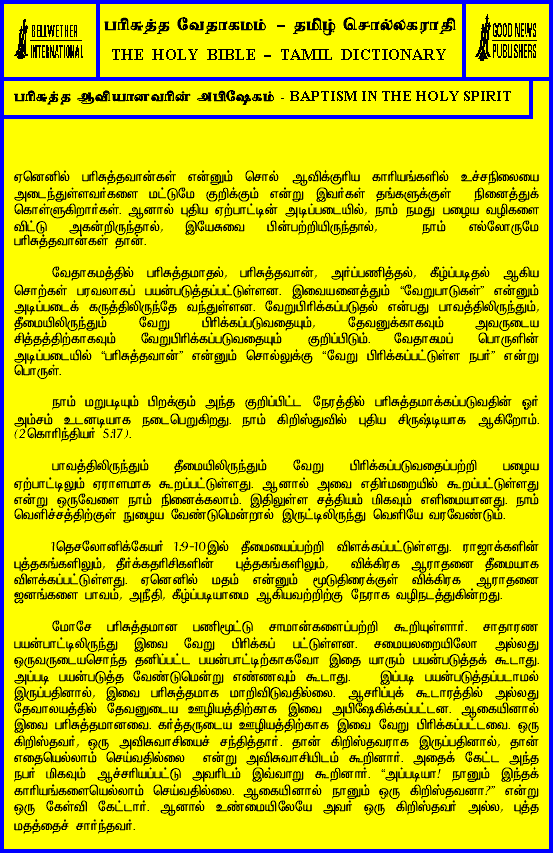 BELLWETHER
INTERNATIONAL
பரிசுத்த வேதாகமம் – தமிழ் சொல்லகராதி
THE HOLY BIBLE – TAMIL DICTIONARY
GOOD NEWS
PUBLISHERS
பரிசுத்த ஆவியானவரின் அபிஷேகம் - BAPTISM IN THE HOLY SPIRIT
ஏனெனில் பரிசுத்தவான்கள் என்னும் சொல் ஆவிக்குரிய காரியங்களில் உச்சநிலையை
அடைந்துள்ளவர்களை மட்டுமே குறிக்கும் என்று இவர்கள் தங்களுக்குள் நினைத்துக்
கொள்ளுகிறார்கள். ஆனால் புதிய ஏற்பாட்டின் அடிப்படையில், நாம் நமது பழைய வழிகளை
விட்டு அகன்றிருந்தால், இயேசுவை பின்பற்றியிருந்தால், நாம் எல்லோருமே
பரிசுத்தவான்கள் தான்.
வேதாகமத்தில் பரிசுத்தமாதல், பரிசுத்தவான், அர்ப்பணித்தல், கீழ்ப்படிதல் ஆகிய
சொற்கள் பரவலாகப் பயன்படுத்தப்பட்டுள்ளன. இவையனைத்தும் “வேறுபாடுகள்” என்னும்
அடிப்படைக் கருத்திலிருந்தே வந்துள்ளன. வேறுபிரிக்கப்படுதல் என்பது பாவத்திலிருந்தும்,
தீமையிலிருந்தும் வேறு பிரிக்கப்படுவதையும், தேவனுக்காகவும் அவருடைய
சித்தத்திற்காகவும் வேறுபிரிக்கப்படுவதையும் குறிப்பிடும். வேதாகமப் பொருளின்
அடிப்படையில் “பரிசுத்தவான்” என்னும் சொல்லுக்கு “வேறு பிரிக்கப்பட்டுள்ள நபர்” என்று
பொருள்.
நாம் மறுபடியும் பிறக்கும் அந்த குறிப்பிட்ட நேரத்தில் பரிசுத்தமாக்கப்படுவதின் ஓர்
அம்சம் உடனடியாக நடைபெறுகிறது. நாம் கிறிஸ்துவில் புதிய சிருஷ்டியாக ஆகிறோம்.
(2கொரிந்தியர் 5:17).
பாவத்திலிருந்தும் தீமையிலிருந்தும் வேறு பிரிக்கப்படுவதைப்பற்றி பழைய
ஏற்பாட்டிலும் ஏராளமாக கூறப்பட்டுள்ளது. ஆனால் அவை எதிர்மறையில் கூறப்பட்டுள்ளது
என்று ஒருவேளை நாம் நினைக்கலாம். இதிலுள்ள சத்தியம் மிகவும் எளிமையானது. நாம்
வெளிச்சத்திற்குள் நுழைய வேண்டுமென்றால் இருட்டிலிருந்து வெளியே வரவேண்டும்.
1தெசலோனிக்கேயர் 1:9-10இல் தீமையைப்பற்றி விளக்கப்பட்டுள்ளது. ராஜாக்களின்
புத்தகங்களிலும், தீர்க்கதரிசிகளின் புத்தகங்களிலும், விக்கிரக ஆராதனை தீமையாக
விளக்கப்பட்டுள்ளது. ஏனெனில் மதம் என்னும் மூடுதிரைக்குள் விக்கிரக ஆராதனை
ஜனங்களை பாவம், அநீதி, கீழ்ப்படியாமை ஆகியவற்றிற்கு நேராக வழிநடத்துகின்றது.
மோசே பரிசுத்தமான பணிமூட்டு சாமான்களைப்பற்றி கூறியுள்ளார். சாதாரண
பயன்பாட்டிலிருந்து இவை வேறு பிரிக்கப் பட்டுள்ளன. சமையலறையிலோ அல்லது
ஒருவருடையசொந்த தனிப்பட்ட பயன்பாட்டிற்காகவோ இதை யாரும் பயன்படுத்தக் கூடாது.
அப்படி பயன்படுத்த வேண்டுமென்று எண்ணவும் கூடாது. இப்படி பயன்படுத்தப்படாமல்
இருப்பதினால், இவை பரிசுத்தமாக மாறிவிடுவதில்லை. ஆசரிப்புக் கூடாரத்தில் அல்லது
தேவாலயத்தில் தேவனுடைய ஊழியத்திற்காக இவை அபிஷேகிக்கப்பட்டன. ஆகையினால்
இவை பரிசுத்தமானவை. கர்த்தருடைய ஊழியத்திற்காக இவை வேறு பிரிக்கப்பட்டவை. ஒரு
கிறிஸ்தவர், ஒரு அவிசுவாசியைச் சந்தித்தார். தான் கிறிஸ்தவராக இருப்பதினால், தான்
எதையெல்லாம் செய்வதில்லை என்று அவிசுவாசியிடம் கூறினார். அதைக் கேட்ட அந்த
நபர் மிகவும் ஆச்சரியப்பட்டு அவரிடம் இவ்வாறு கூறினார். “அப்படியா! நானும் இந்தக்
காரியங்களையெல்லாம் செய்வதில்லை. ஆகையினால் நானும் ஒரு கிறிஸ்தவனா?” என்று
ஒரு கேள்வி கேட்டார். ஆனால் உண்மையிலேயே அவர் ஒரு கிறிஸ்தவர் அல்ல, புத்த
மதத்தைச் சார்ந்தவர்.